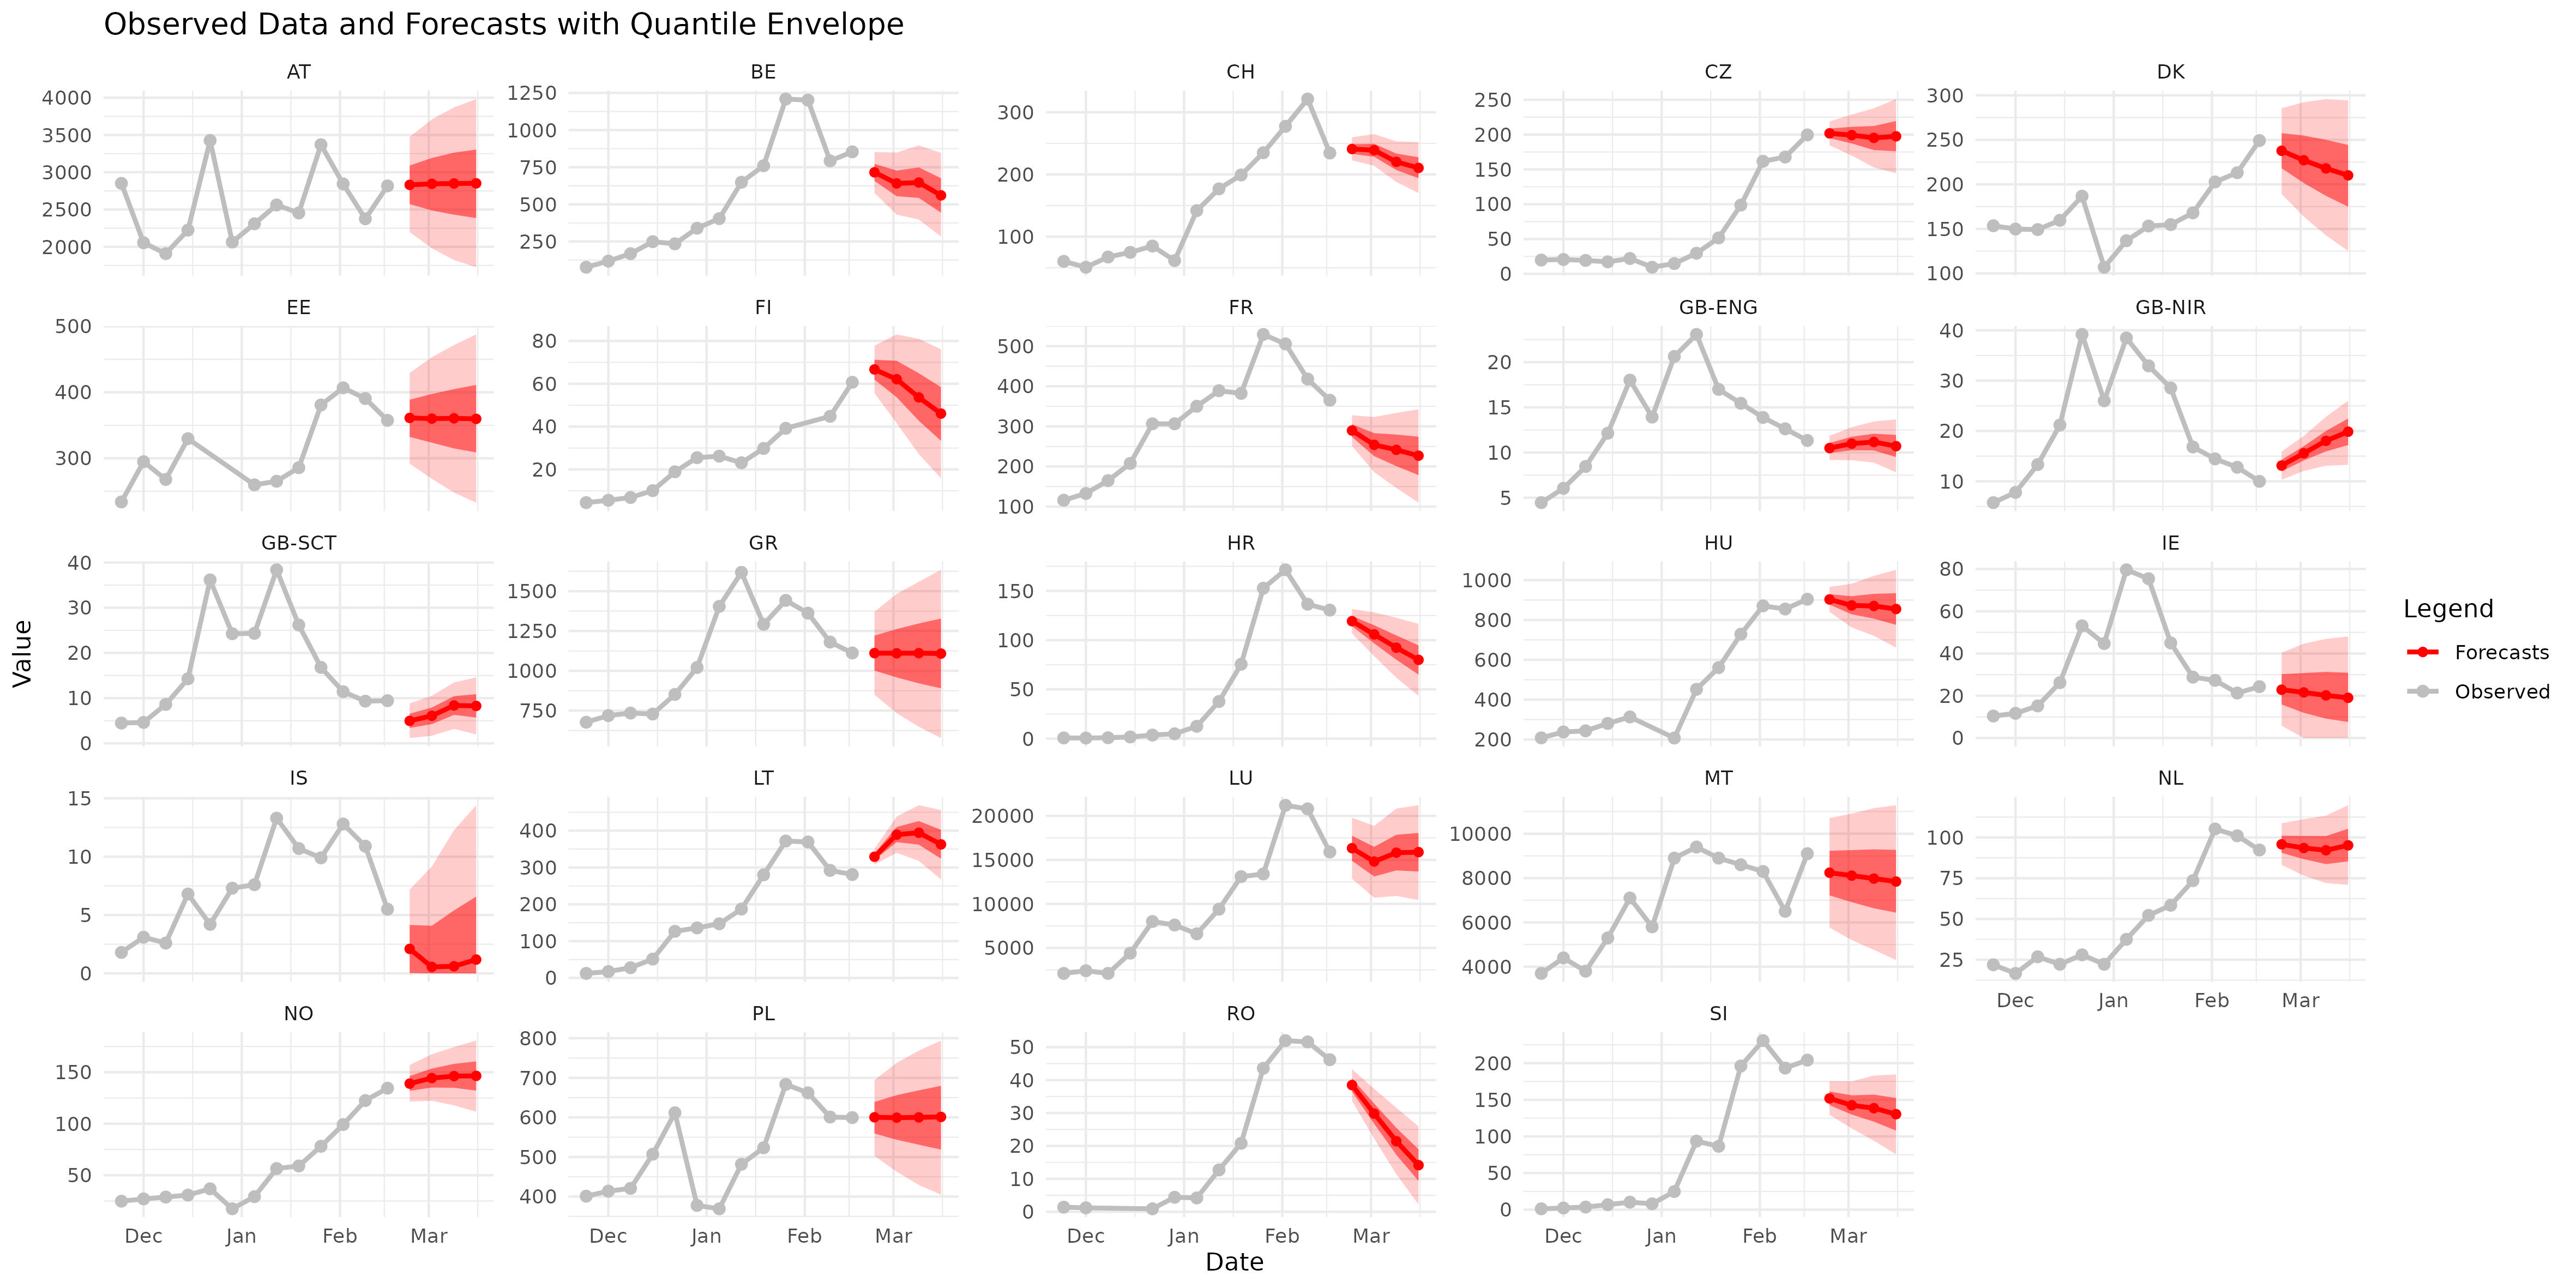 Observed Data and Forecasts with Quantile Envelope
AT BE CH CZ DK
4000 3500 3000 2500 2000
1250 1000 750 500 250
300 200 100
250 200 150 100 50 0
300 250 200 150 100
EE FI FR GB-ENG GB-NIR
500 400 300
80 60 40 20
500 400 300 200 100
20 15 10 5
40 30 20 10
GB-SCT GR HR HU IE
40 30 20 10 0
1500 1250 1000 750
150 100 50 0
1000 800 600 400 200
80 60 40 20 0
Value
Legend
Forecasts
Observed
IS LT LU MT NL
15 10 5 0
400 300 200 100 0
20000 15000 10000 5000
10000 8000 6000 4000
100 75 50 25
Dec Jan Feb Mar
NO PL RO SI
150 100 50
800 700 600 500 400
50 40 30 20 10 0
200 150 100 50 0
Dec Jan Feb Mar Dec Jan Feb Mar Dec Jan Feb Mar Dec Jan Feb Mar
Date